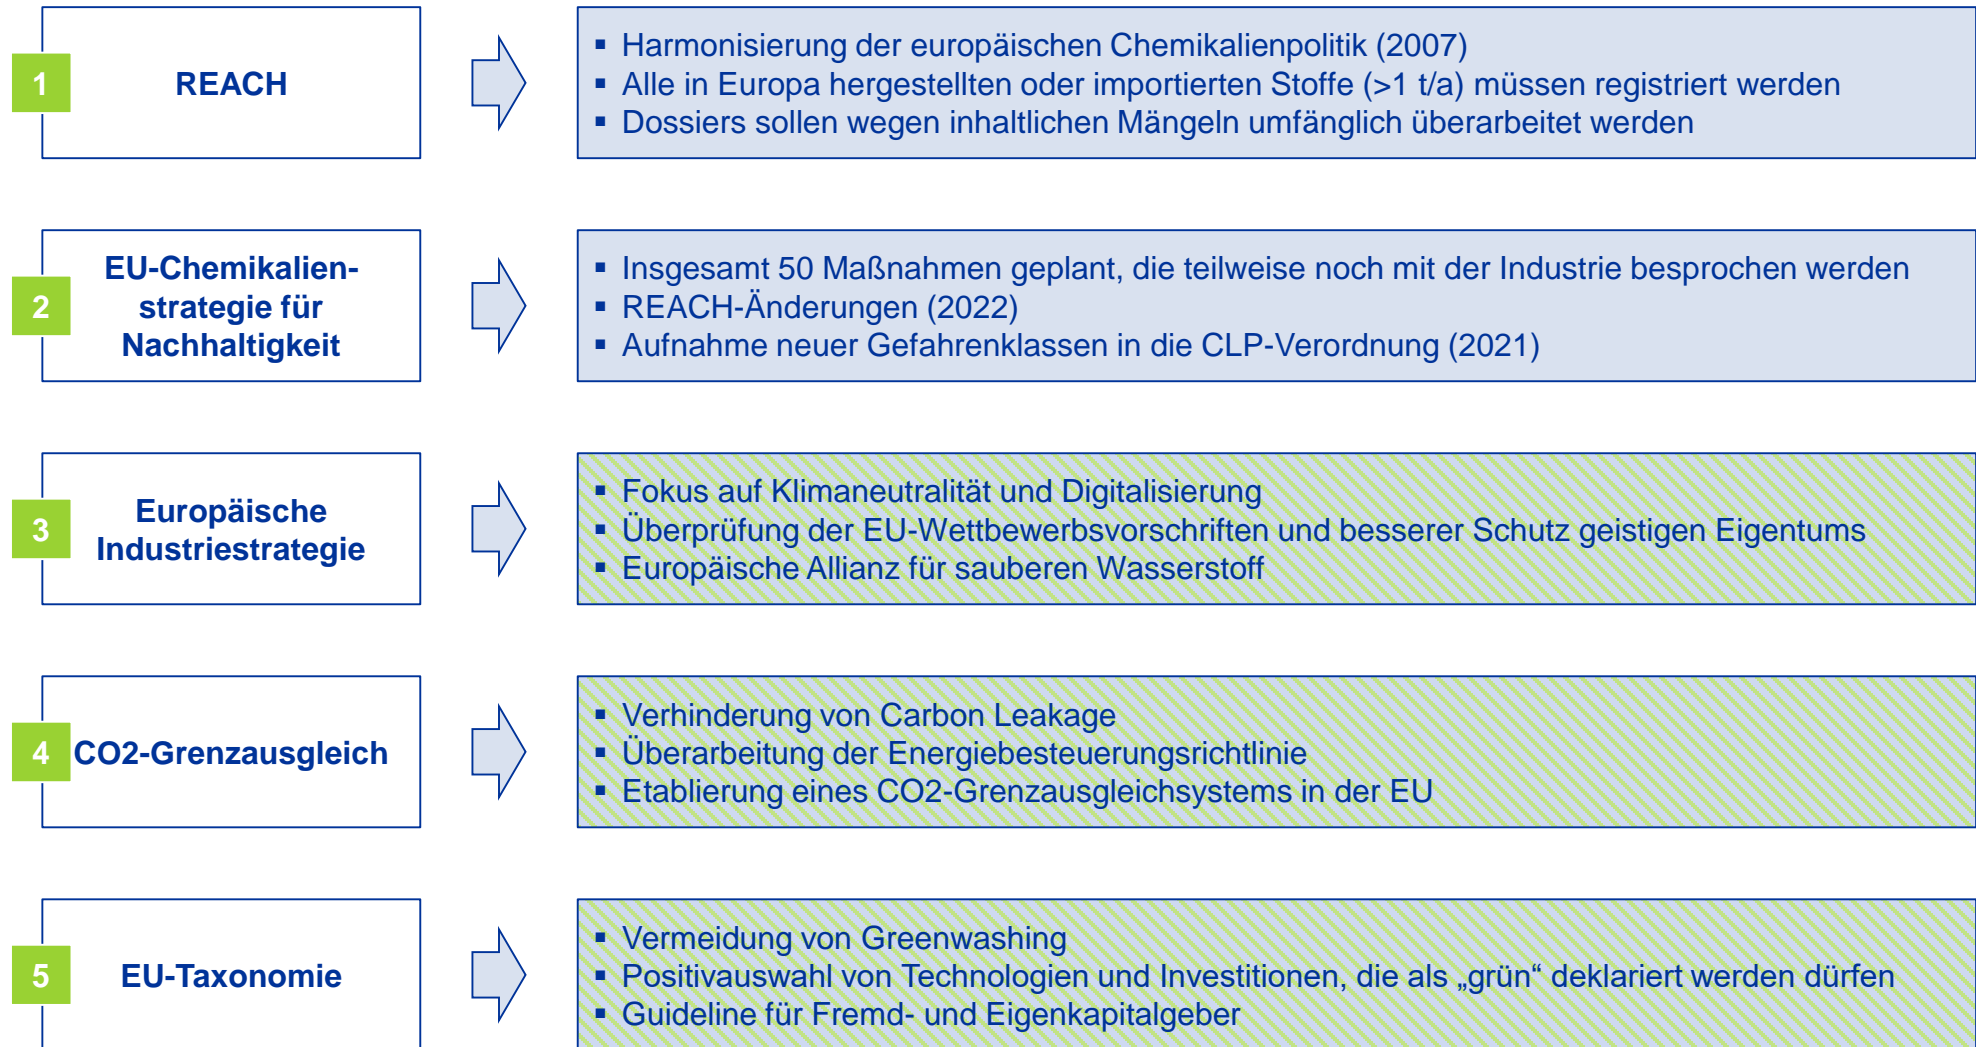 1
REACH
▪ Harmonisierung der europäischen Chemikalienpolitik (2007)
▪ Alle in Europa hergestellten oder importierten Stoffe (>1 t/a) müssen registriert werden
▪ Dossiers sollen wegen inhaltlichen Mängeln umfänglich überarbeitet werden
2
EU-Chemikalien-
strategie für
Nachhaltigkeit
▪ Insgesamt 50 Maßnahmen geplant, die teilweise noch mit der Industrie besprochen werden
▪ REACH-Änderungen (2022)
▪ Aufnahme neuer Gefahrenklassen in die CLP-Verordnung (2021)
3
Europäische
Industriestrategie
▪ Fokus auf Klimaneutralität und Digitalisierung
▪ Überprüfung der EU-Wettbewerbsvorschriften und besserer Schutz geistigen Eigentums
▪ Europäische Allianz für sauberen Wasserstoff
4
CO2-Grenzausgleich
▪ Verhinderung von Carbon Leakage
▪ Überarbeitung der Energiebesteuerungsrichtlinie
▪ Etablierung eines CO2-Grenzausgleichsystems in der EU
5
EU-Taxonomie
▪ Vermeidung von Greenwashing
▪ Positivauswahl von Technologien und Investitionen, die als „grün“ deklariert werden dürfen
▪ Guideline für Fremd- und Eigenkapitalgeber